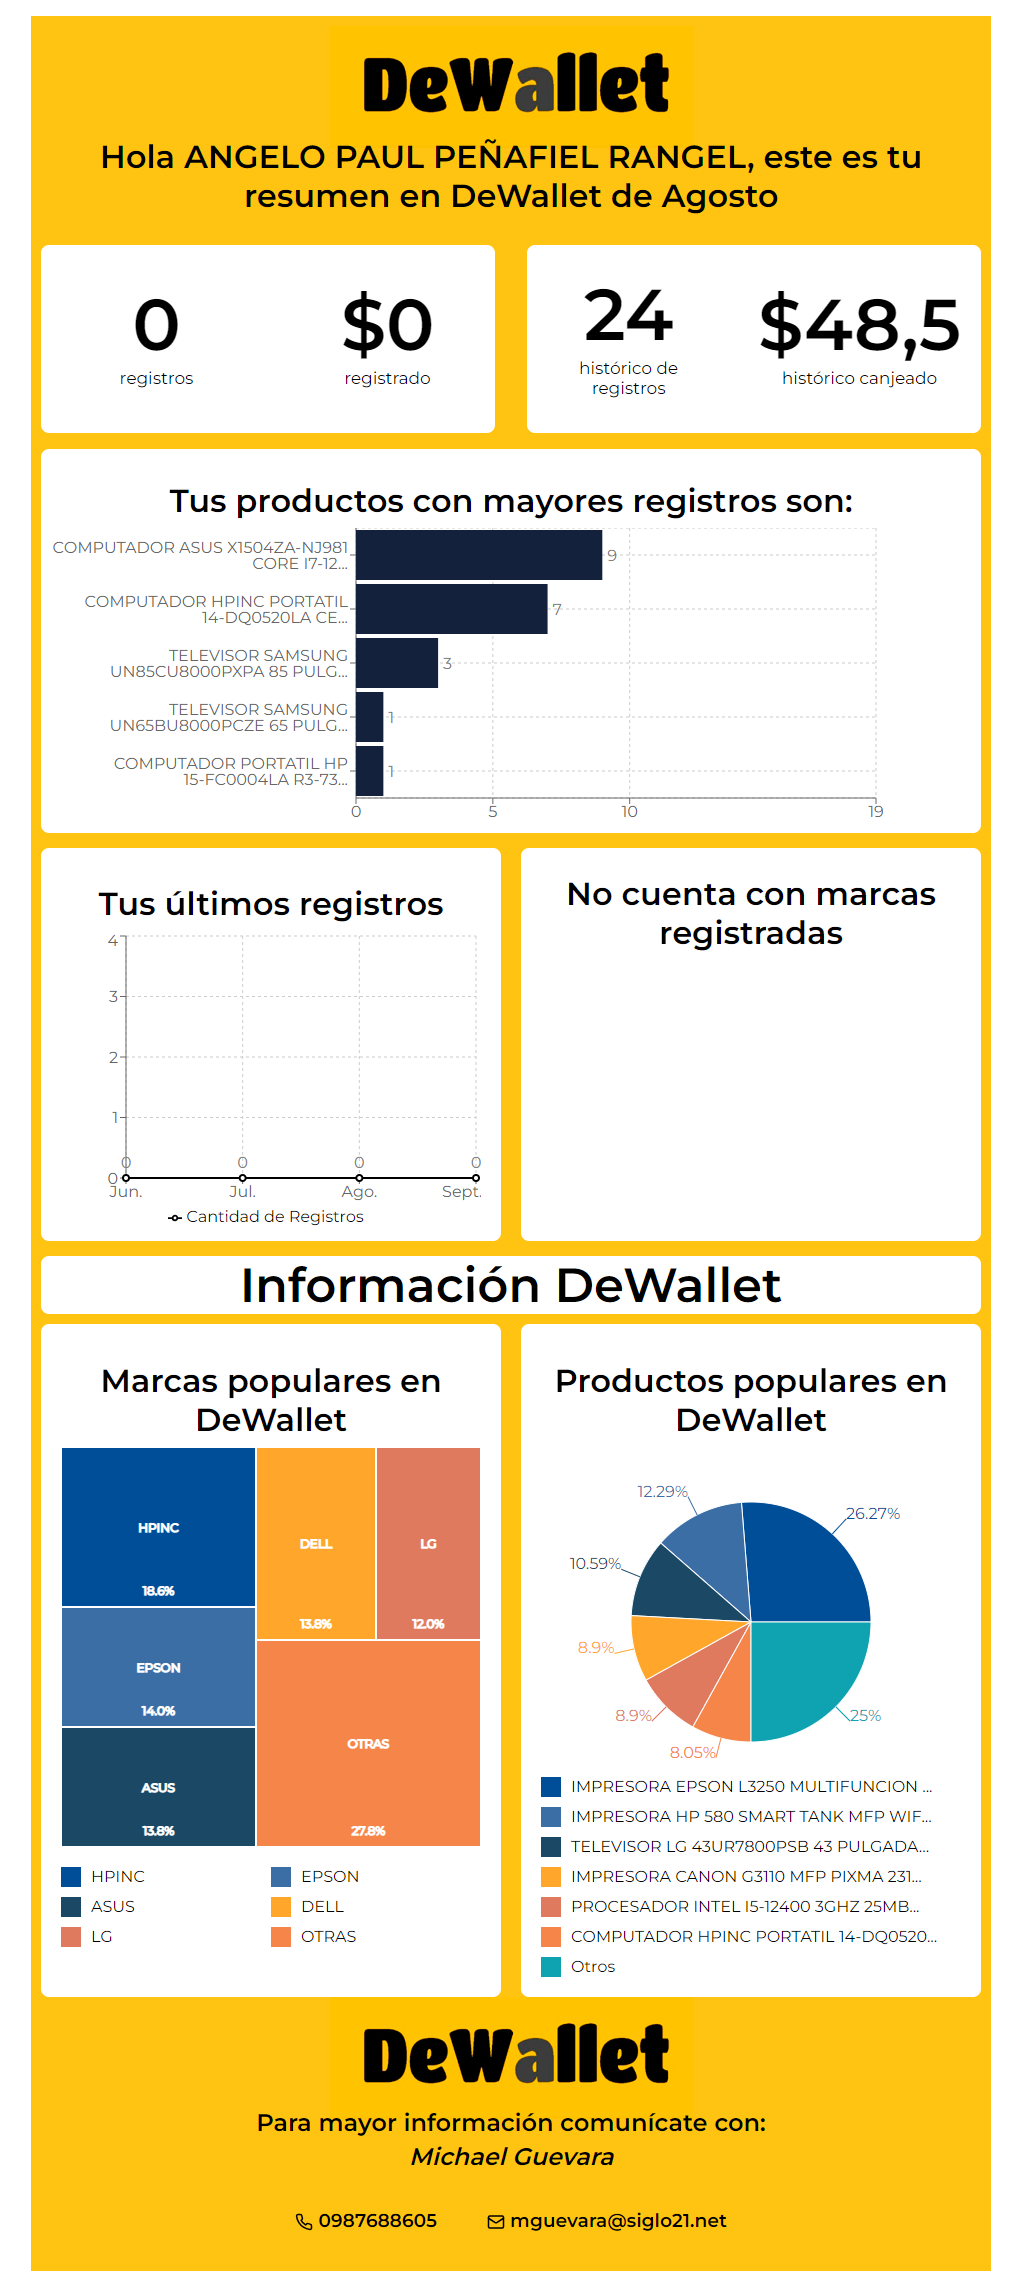 DeWallet
Hola ANGELO PAUL PEÑAFIEL RANGEL, este es tu
resumen en DeWallet de Agosto
0
registros
$0
registrado
24
histórico de
registros
$48,5
histórico canjeado
Tus productos con mayores registros son:
COMPUTADOR ASUS X1504ZA-NJ981
CORE I7-12...
9
COMPUTADOR HPINC PORTATIL
14-DQ0520LA CE...
7
TELEVISOR SAMSUNG
UN85CU8000PXPA 85 PULG...
3
TELEVISOR SAMSUNG
UN65BU8000PCZE 65 PULG...
1
COMPUTADOR PORTATIL HP
15-FC0004LA R3-73...
1
0 5 10 19
Tus últimos registros
4
3
2
1
0
0 0 0 0
Jun. Jul. Ago. Sept.
Cantidad de Registros
No cuenta con marcas
registradas
Información DeWallet
Marcas populares en
DeWallet
HPINC
18.6%
EPSON
14.0%
ASUS
13.8%
DELL
13.8%
LG
12.0%
OTRAS
27.8%
HPINC
EPSON
ASUS
DELL
LG
OTRAS
Productos populares en
DeWallet
12.29%
26.27%
10.59%
8.9%
8.9%
8.05%
25%
IMPRESORA EPSON L3250 MULTIFUNCION ...
IMPRESORA HP 580 SMART TANK MFP WIF...
TELEVISOR LG 43UR7800PSB 43 PULGADA...
IMPRESORA CANON G3110 MFP PIXMA 231...
PROCESADOR INTEL I5-12400 3GHZ 25MB...
COMPUTADOR HPINC PORTATIL 14-DQ0520...
Otros
DeWallet
Para mayor información comunícate con:
Michael Guevara
0987688605
mguevara@siglo21.net